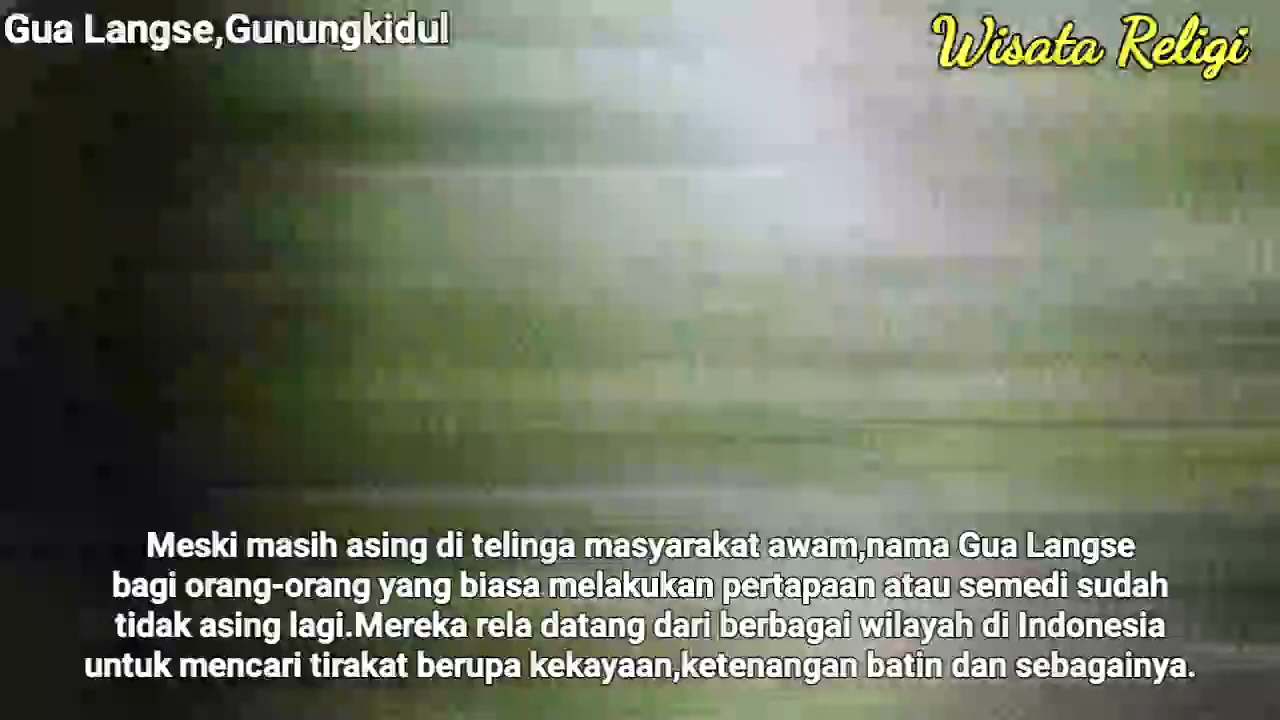 Gua Langse,Gunungkidul
Wisata Religi
Meski masih asing di telinga masyarakat awam,nama Gua Langse
bagi orang-orang yang biasa melakukan pertapaan atau semedi sudah
tidak asing lagi.Mereka rela datang dari berbagai wilayah di Indonesia
untuk mencari tirakat berupa kekayaan,ketenangan batin dan sebagainya.